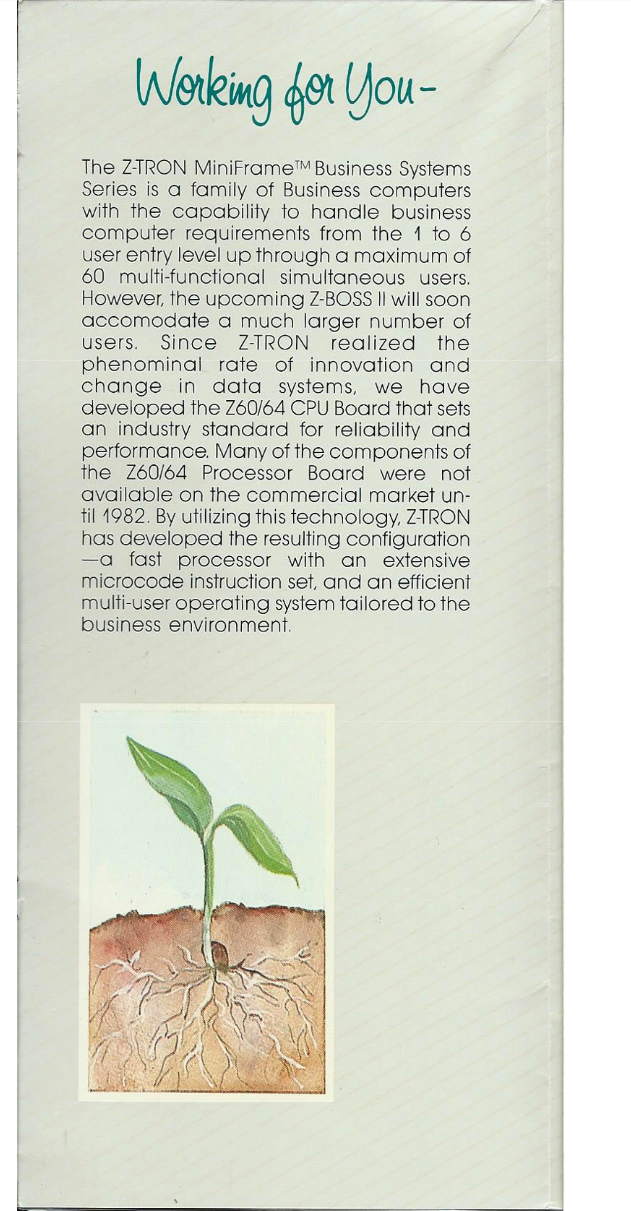 Working for You-
The Z-TRON MiniFrame™ Business Systems
Series is a family of Business computers
with the capability to handle business
computer requirements from the 1 to 6
user entry level up through a maximum of
60 multi-functional simultaneous users.
However, the upcoming Z-BOSS II will soon
accomodate a much larger number of
users. Since Z-TRON realized the
phenominal rate of innovation and
change in data systems, we have
developed the Z60/64 CPU Board that sets
an industry standard for reliability and
performance. Many of the components of
the Z60/64 Processor Board were not
available on the commercial market un-
til 1982. By utilizing this technology, Z-TRON
has developed the resulting configuration
—a fast processor with an extensive
microcode instruction set, and an efficient
multi-user operating system tailored to the
business environment.